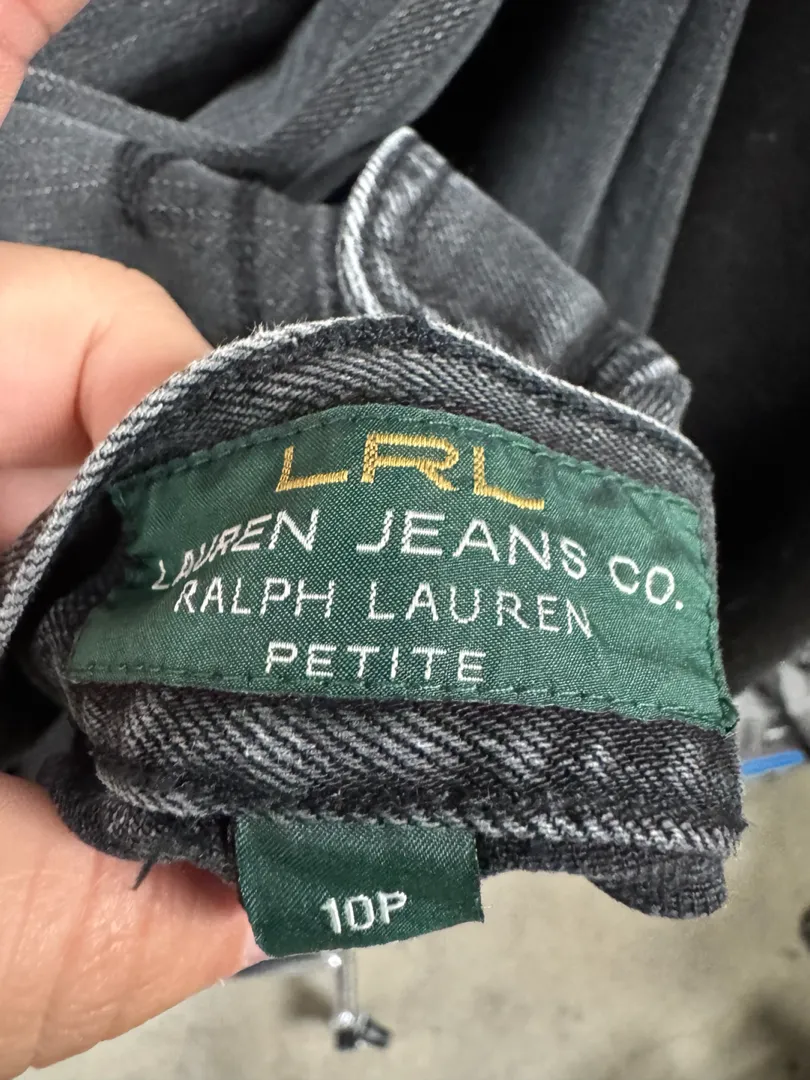 LRL
LAUREN JEANS CO.
RALPH LAUREN
PETITE
10P